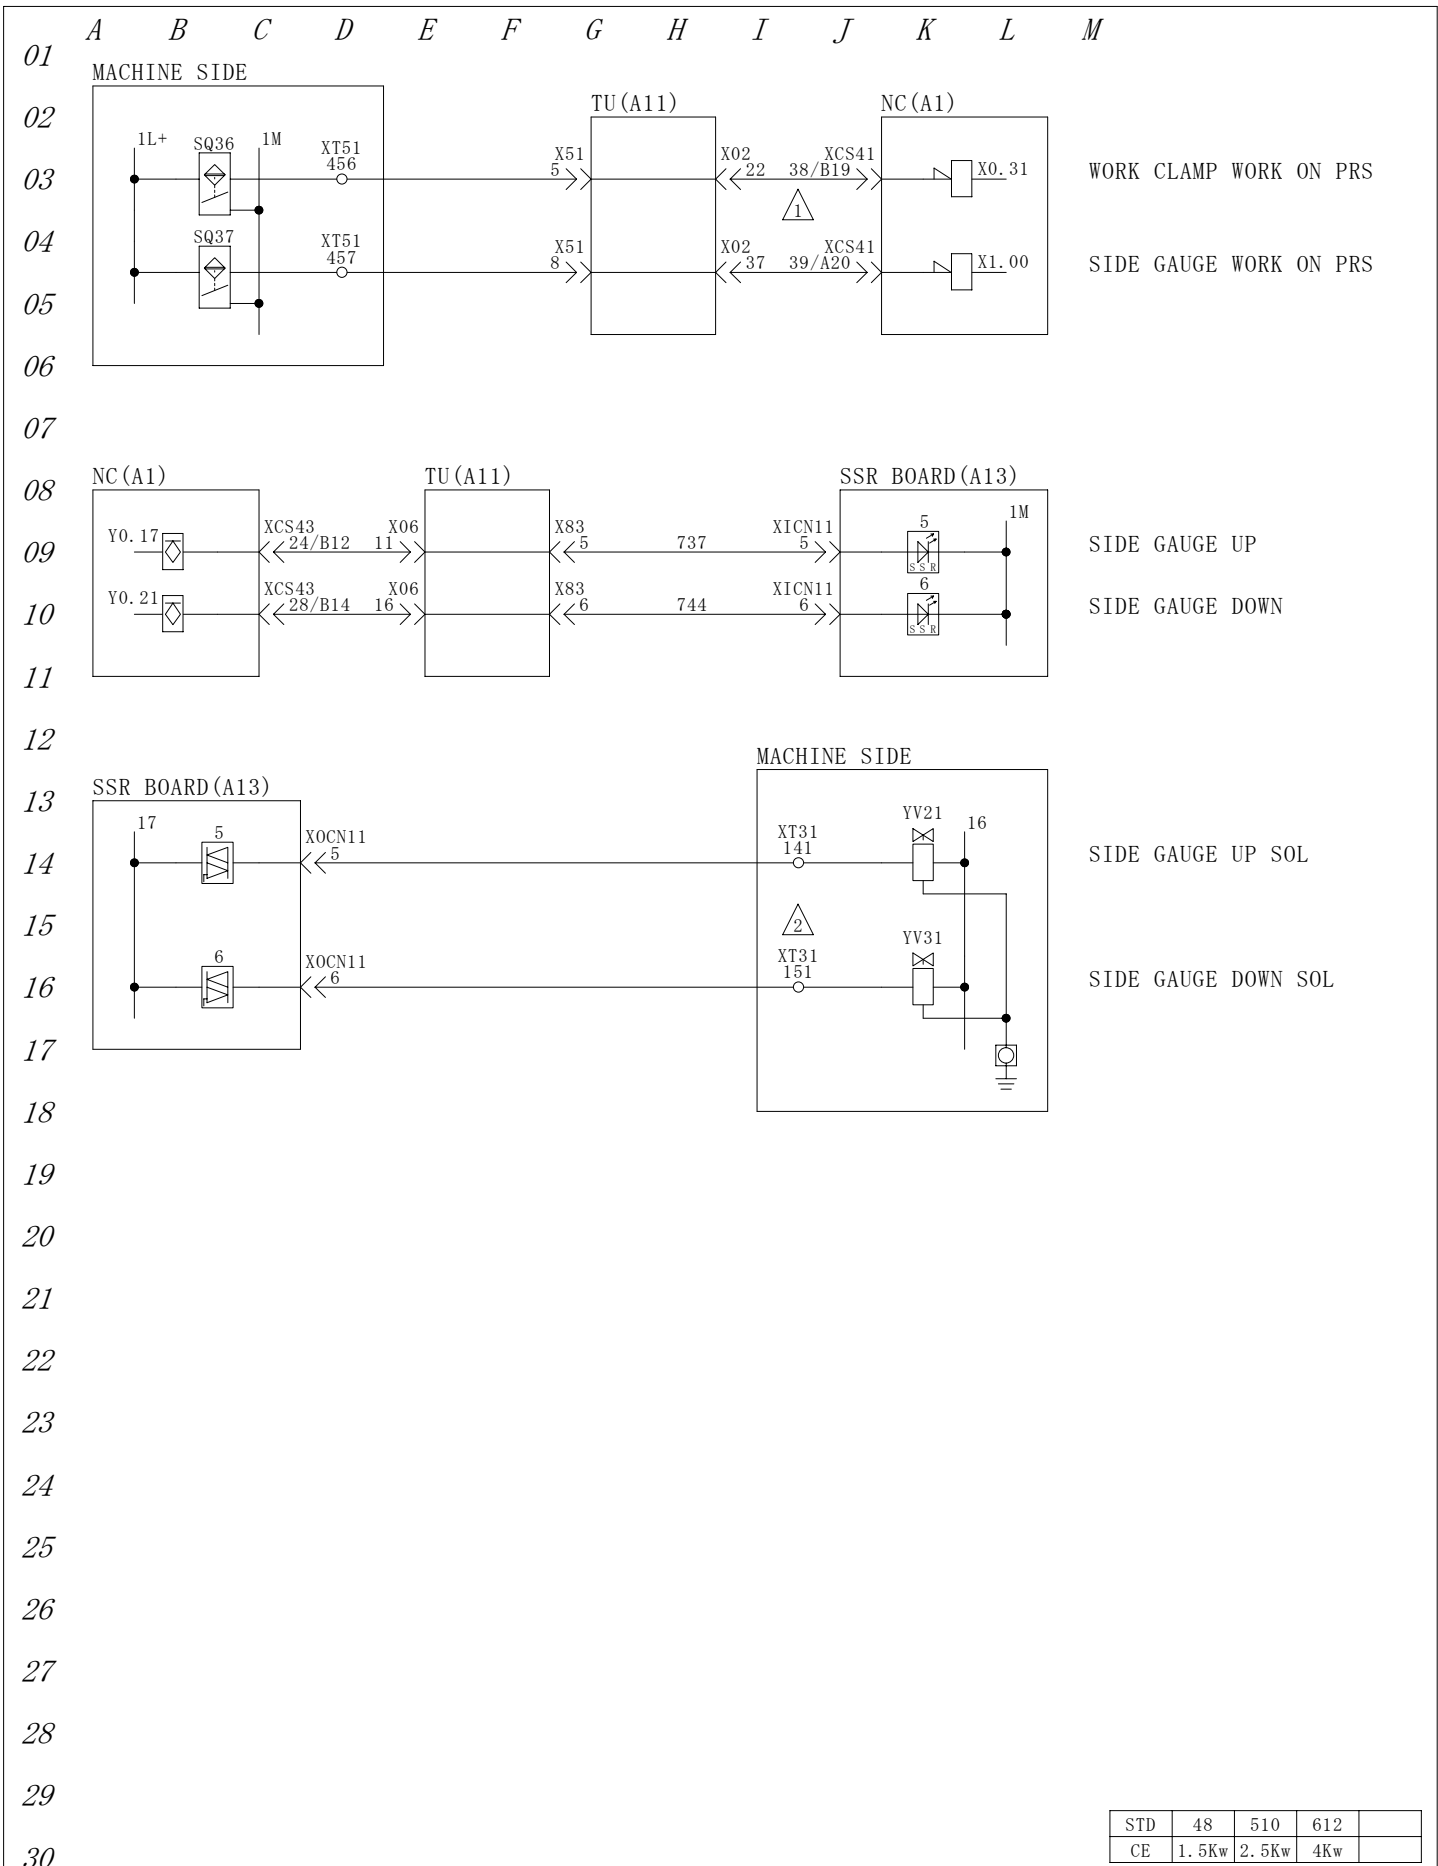 A B C D E F G H I J K L M
01
MACHINE SIDE
02
TU(A11) NC(A1)
1L+ SQ36 1M XT51 X51 X02 XCS41
456 5 22 38/B19 X0.31 WORK CLAMP WORK ON PRS
03
1
04
SQ37 XT51 X51 X02 XCS41
457 8 37 39/A20 X1.00 SIDE GAUGE WORK ON PRS
05
06
07
NC(A1) TU(A11) SSR BOARD(A13)
08
1M
Y0.17 XCS43 X06 X83 XICN11 5
24/B12 11 5 737 5 SSR SIDE GAUGE UP
09
Y0.21 XCS43 X06 X83 XICN11 6
28/B14 16 6 744 6 SSR SIDE GAUGE DOWN
10
11
12
MACHINE SIDE
SSR BOARD(A13)
13
17 5 XOCN11 XT31 YV21 16
5 141 SIDE GAUGE UP SOL
14
15
2
6 XOCN11 XT31 YV31
6 151 SIDE GAUGE DOWN SOL
16
17
18
19
20
21
22
23
24
25
26
27
28
29
STD 48 510 612
CE 1.5Kw 2.5Kw 4Kw
30